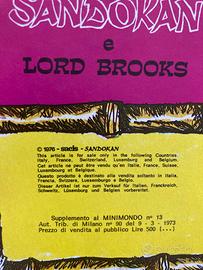 SANDOKAN
e
LORD BROOKS
© 1976 - sacis - SANDOKAN
This article is for sale only in the following Countries
Italy, France, Switzerland, Luxemburg and Belgium.
Cet article ne peut être vendu qu'en Italie, France, Suisse,
Luxembourg et Belgique.
Questo prodotto è destinato alla vendita soltanto in Italia,
Francia, Svizzera, Lussemburgo e Belgio.
Dieser Artikel ist nur zum Verkauf für Italien, Frankreich,
Schweiz, Luxemburg und Belgien vorbereitet.
Supplemento al MINIMONDO n° 13
Aut. Trib. di Milano n° 90 del 9 - 3 - 1973
Prezzo di vendita al pubblico Lire 500 (...)